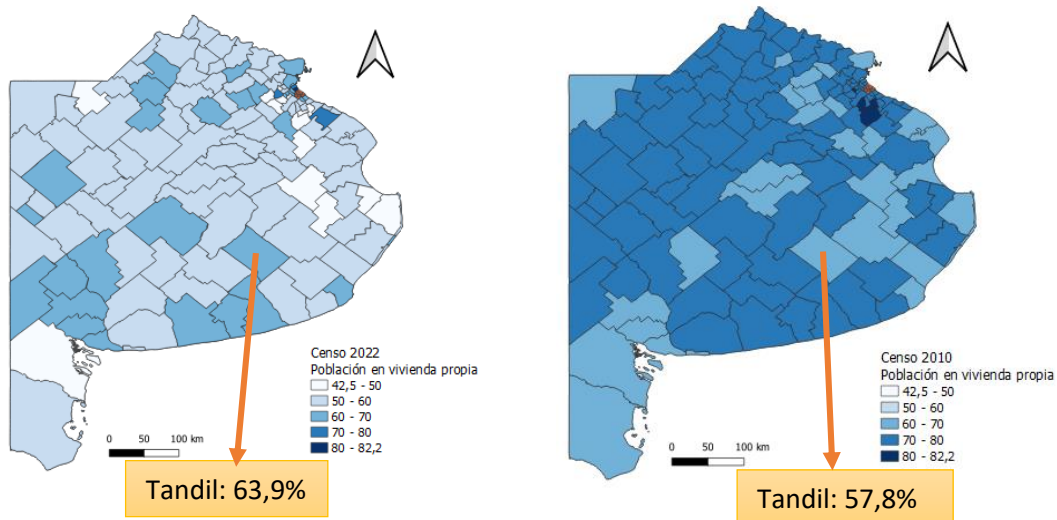 Censo 2022
Población en vivienda propia
42,5 - 50
50 - 60
60 - 70
70 - 80
80 - 82,2
0 50 100 km
Tandil: 63,9%
Censo 2010
Población en vivienda propia
42,5 - 50
50 - 60
60 - 70
70 - 80
80 - 82,2
0 50 100 km
Tandil: 57,8%